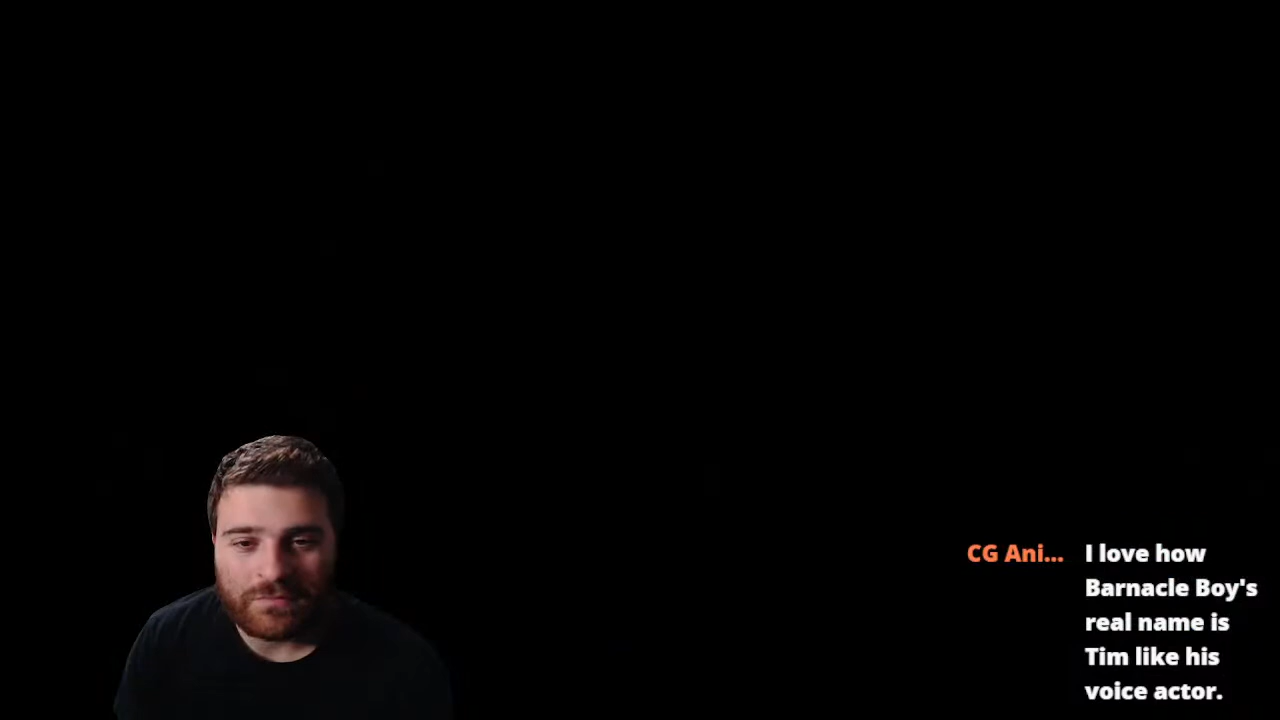 CG Ani... I love how
Barnacle Boy's
real name is
Tim like his
voice actor.